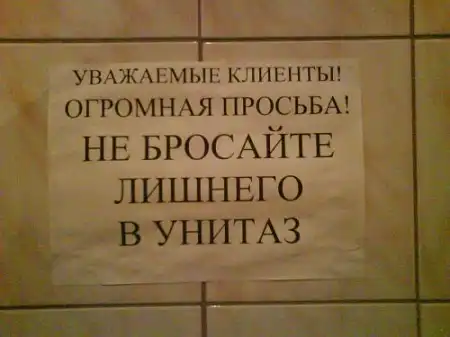 УВАЖАЕМЫЕ КЛИЕНТЫ!
ОГРОМНАЯ ПРОСЬБА!
НЕ БРОСАЙТЕ
ЛИШНЕГО
В УНИТАЗ